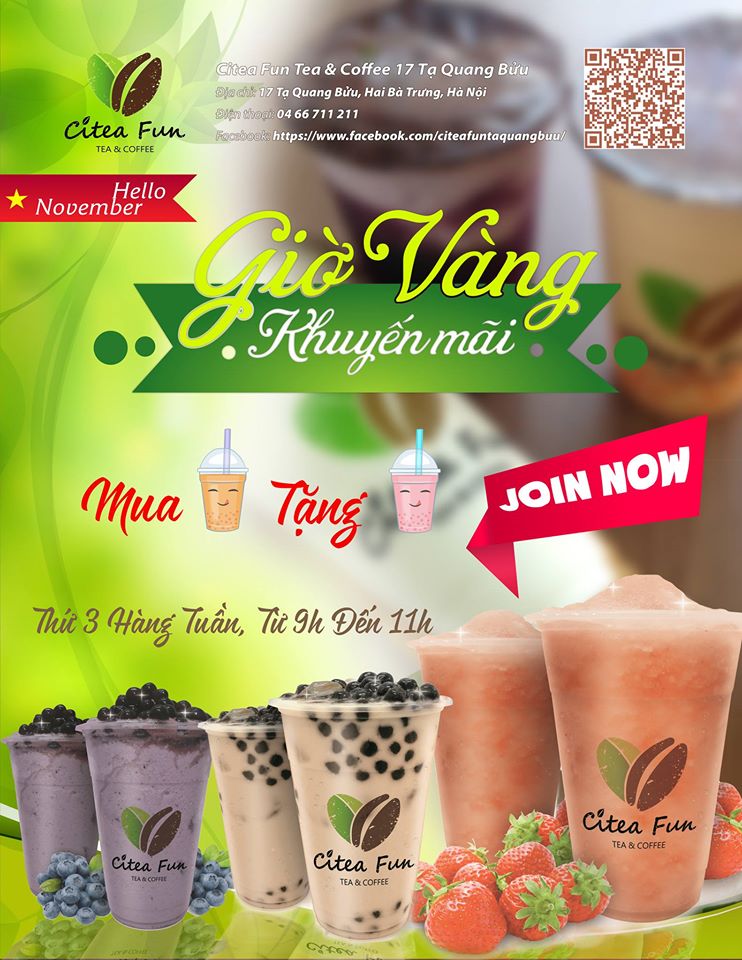 Citea Fun
TEA & COFFEE
Citea Fun Tea & Coffee 17 Tạ Quang Bửu
Địa chỉ: 17 Tạ Quang Bửu, Hai Bà Trưng, Hà Nội
Điện thoại: 04 66 711 211
Facebook: https://www.facebook.com/citeafuntaquangbuu/
Hello
November
Giờ Vàng
Khuyến mãi
Mua Tặng
JOIN NOW
Thứ 3 Hàng Tuần, Từ 9h Đến 11h
Citea Fun
TEA & COFFEE
Citea Fun
TEA & COFFEE
Citea Fun
TEA & COFFEE